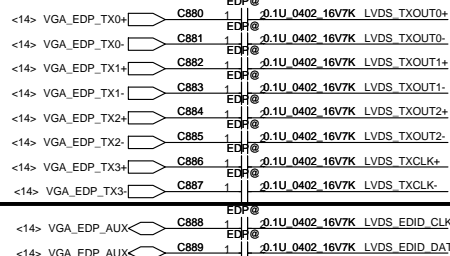 EDP@
<14> VGA_EDP_TX0+ C880 1 2 0.1U_0402_16V7K LVDS_TXOUT0+
EDP@
<14> VGA_EDP_TX0- C881 1 2 0.1U_0402_16V7K LVDS_TXOUT0-
EDP@
<14> VGA_EDP_TX1+ C882 1 2 0.1U_0402_16V7K LVDS_TXOUT1+
EDP@
<14> VGA_EDP_TX1- C883 1 2 0.1U_0402_16V7K LVDS_TXOUT1-
EDP@
<14> VGA_EDP_TX2+ C884 1 2 0.1U_0402_16V7K LVDS_TXOUT2+
EDP@
<14> VGA_EDP_TX2- C885 1 2 0.1U_0402_16V7K LVDS_TXOUT2-
EDP@
<14> VGA_EDP_TX3+ C886 1 2 0.1U_0402_16V7K LVDS_TXCLK+
EDP@
<14> VGA_EDP_TX3- C887 1 2 0.1U_0402_16V7K LVDS_TXCLK-
EDP@
<14> VGA_EDP_AUX C888 1 2 0.1U_0402_16V7K LVDS_EDID_CLK
EDP@
<14> VGA_EDP_AUX C889 1 2 0.1U_0402_16V7K LVDS_EDID_DAT